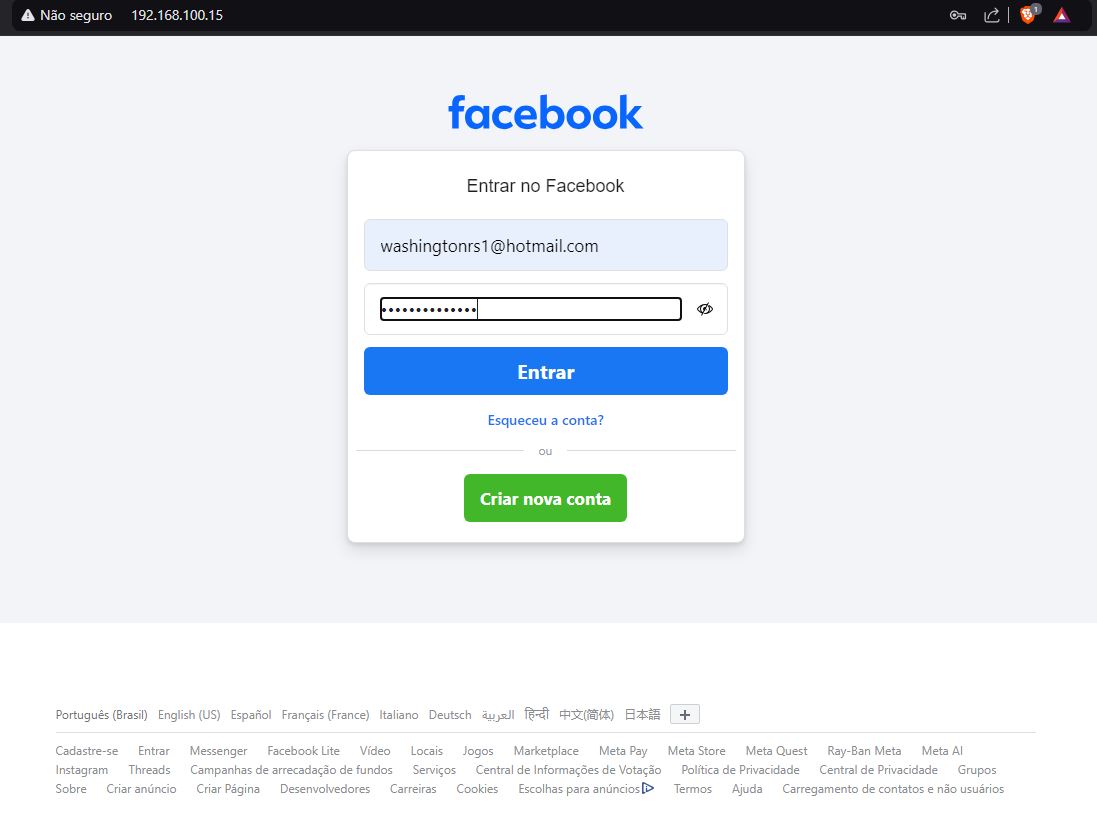 Não seguro 192.168.100.15
1
facebook
Entrar no Facebook
washingtonrs1@hotmail.com
••••••••••••••
Entrar
Esqueceu a conta?
ou
Criar nova conta
Português (Brasil) English (US) Español Français (France) Italiano Deutsch العربية हिन्दी 中文(简体) 日本語 +
Cadastre-se Entrar Messenger Facebook Lite Vídeo Locais Jogos Marketplace Meta Pay Meta Store Meta Quest Ray-Ban Meta Meta AI
Instagram Threads Campanhas de arrecadação de fundos Serviços Central de Informações de Votação Política de Privacidade Central de Privacidade Grupos
Sobre Criar anúncio Criar Página Desenvolvedores Carreiras Cookies Escolhas para anúncios Termos Ajuda Carregamento de contatos e não usuários